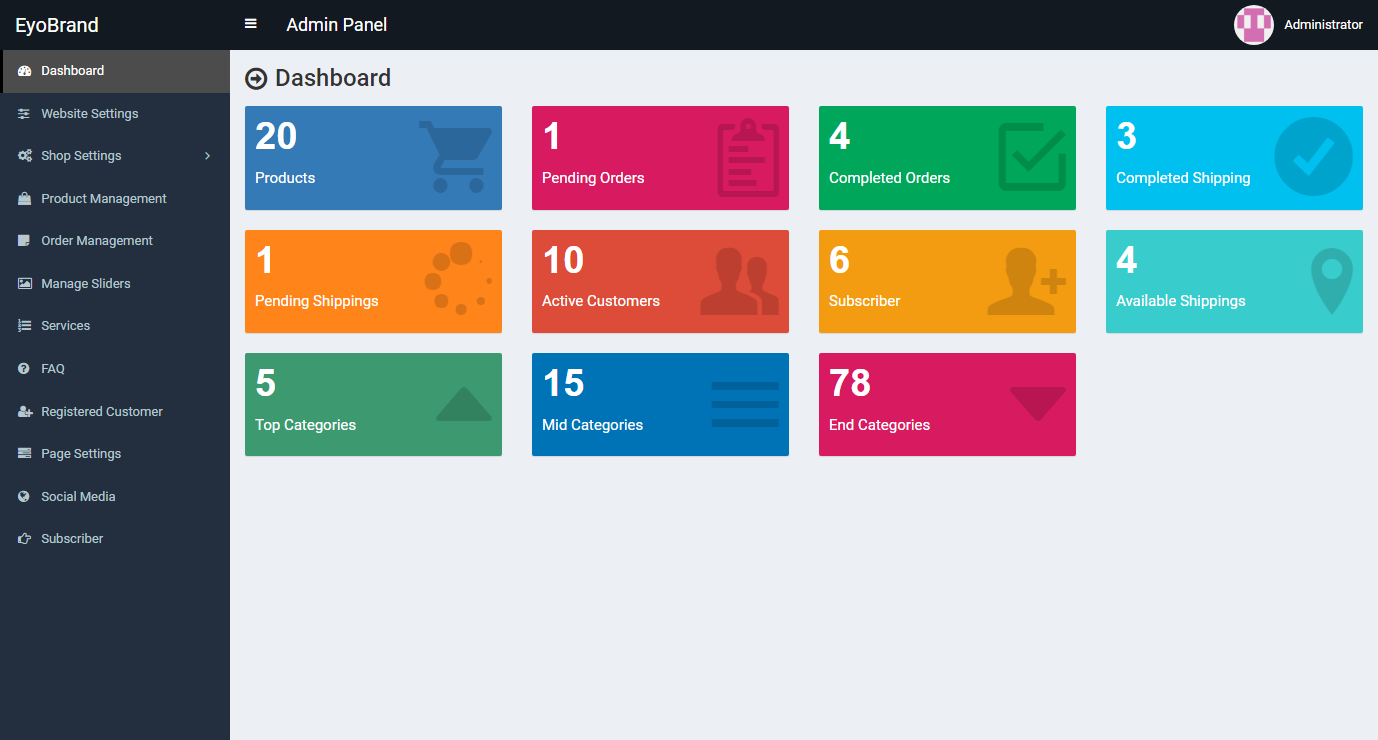 EyoBrand
Admin Panel
Administrator
Dashboard
Website Settings
Shop Settings
Product Management
Order Management
Manage Sliders
Services
FAQ
Registered Customer
Page Settings
Social Media
Subscriber
Dashboard
20
Products
1
Pending Orders
4
Completed Orders
3
Completed Shipping
1
Pending Shippings
10
Active Customers
6
Subscriber
4
Available Shippings
5
Top Categories
15
Mid Categories
78
End Categories